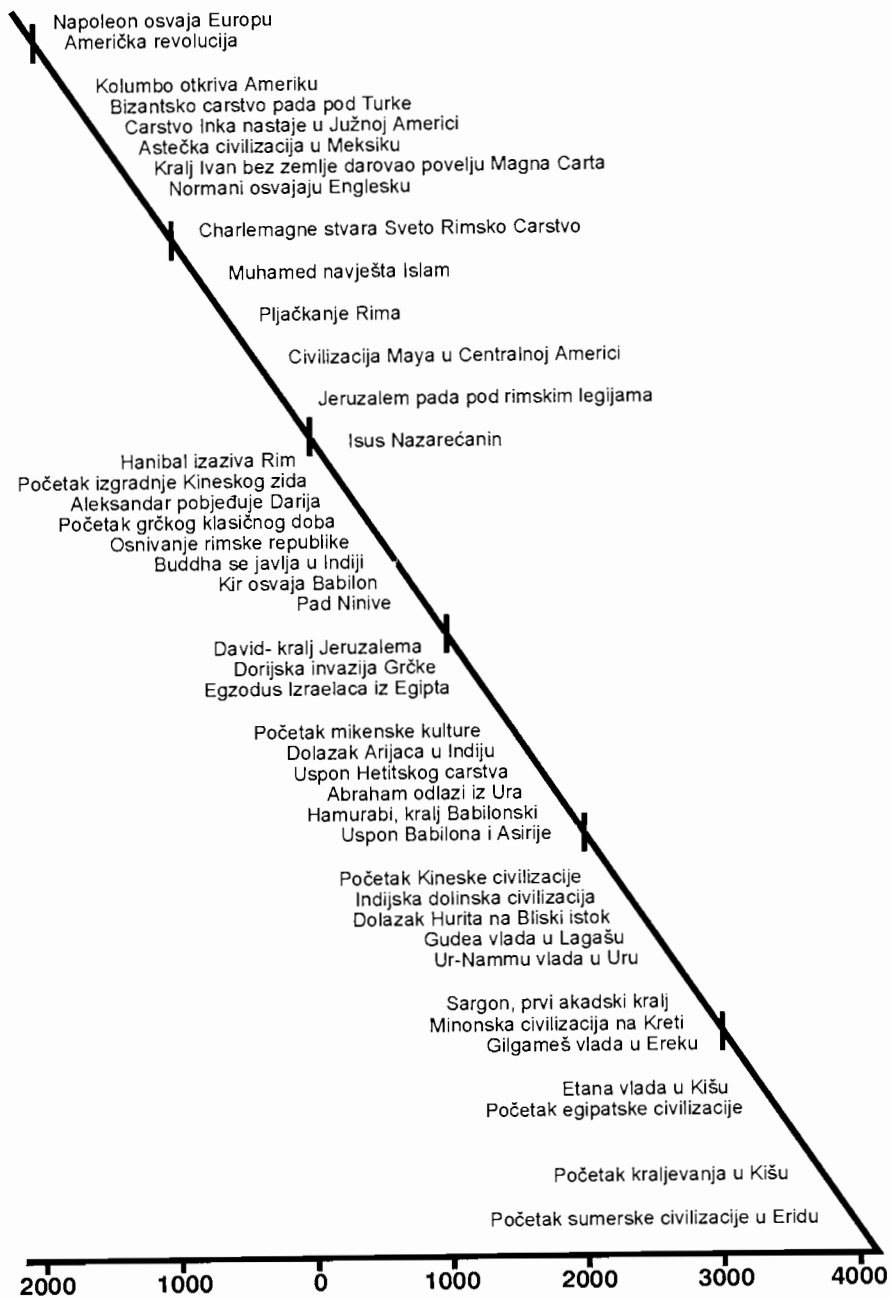 Napoleon osvaja Europu
Američka revolucija
Kolumbo otkriva Ameriku
Bizantsko carstvo pada pod Turke
Carstvo Inka nastaje u Južnoj Americi
Astečka civilizacija u Meksiku
Kralj Ivan bez zemlje darovao povelju Magna Carta
Normani osvajaju Englesku
Charlemagne stvara Sveto Rimsko Carstvo
Muhamed navješta Islam
Pljačkanje Rima
Civilizacija Maya u Centralnoj Americi
Jeruzalem pada pod rimskim legijama
Isus Nazarećanin
Hanibal izaziva Rim
Početak izgradnje Kineskog zida
Aleksandar pobjeđuje Darija
Početak grčkog klasičnog doba
Osnivanje rimske republike
Buddha se javlja u Indiji
Kir osvaja Babilon
Pad Ninive
David- kralj Jeruzalema
Dorijska invazija Grčke
Egzodus Izraelaca iz Egipta
Početak mikenske kulture
Dolazak Arijaca u Indiju
Uspon Hetitskog carstva
Abraham odlazi iz Ura
Hamurabi, kralj Babilonski
Uspon Babilona i Asirije
Početak Kineske civilizacije
Indijska dolinska civilizacija
Dolazak Hurita na Bliski istok
Gudea vlada u Lagašu
Ur-Nammu vlada u Uru
Sargon, prvi akadski kralj
Minonska civilizacija na Kreti
Gilgameš vlada u Ereku
Etana vlada u Kišu
Početak egipatske civilizacije
Početak kraljevanja u Kišu
Početak sumerske civilizacije u Eridu
2000 1000 0 1000 2000 3000 4000